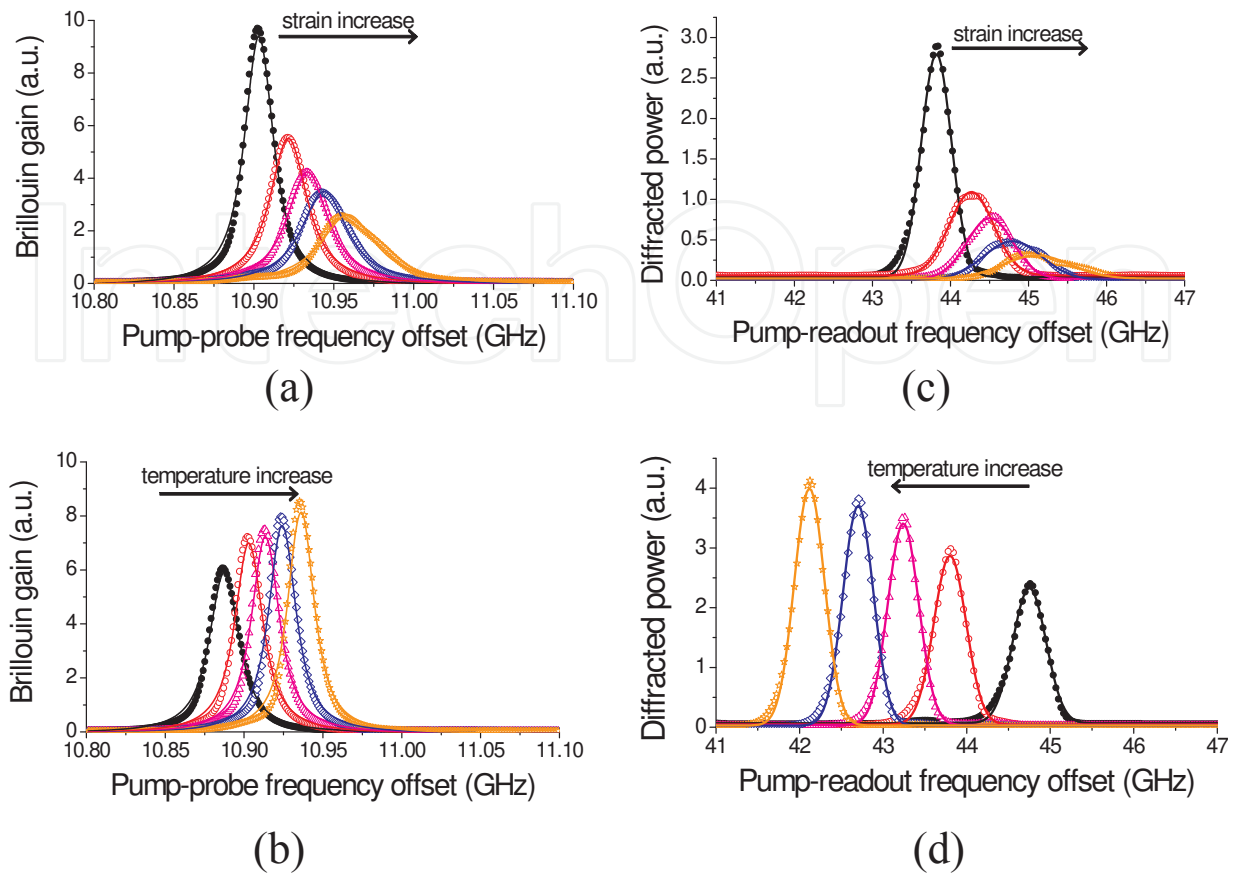 strain increase
Brillouin gain (a.u.)
10
8
6
4
2
0
10.80 10.85 10.90 10.95 11.00 11.05 11.10
Pump-probe frequency offset (GHz)
(a)
strain increase
Diffracted power (a.u.)
3.0
2.5
2.0
1.5
1.0
0.5
0.0
41 42 43 44 45 46 47
Pump-readout frequency offset (GHz)
(c)
IntechOpen
temperature increase
Brillouin gain (a.u.)
10
8
6
4
2
0
10.80 10.85 10.90 10.95 11.00 11.05 11.10
Pump-probe frequency offset (GHz)
(b)
temperature increase
Diffracted power (a.u.)
4
3
2
1
0
41 42 43 44 45 46 47
Pump-readout frequency offset (GHz)
(d)